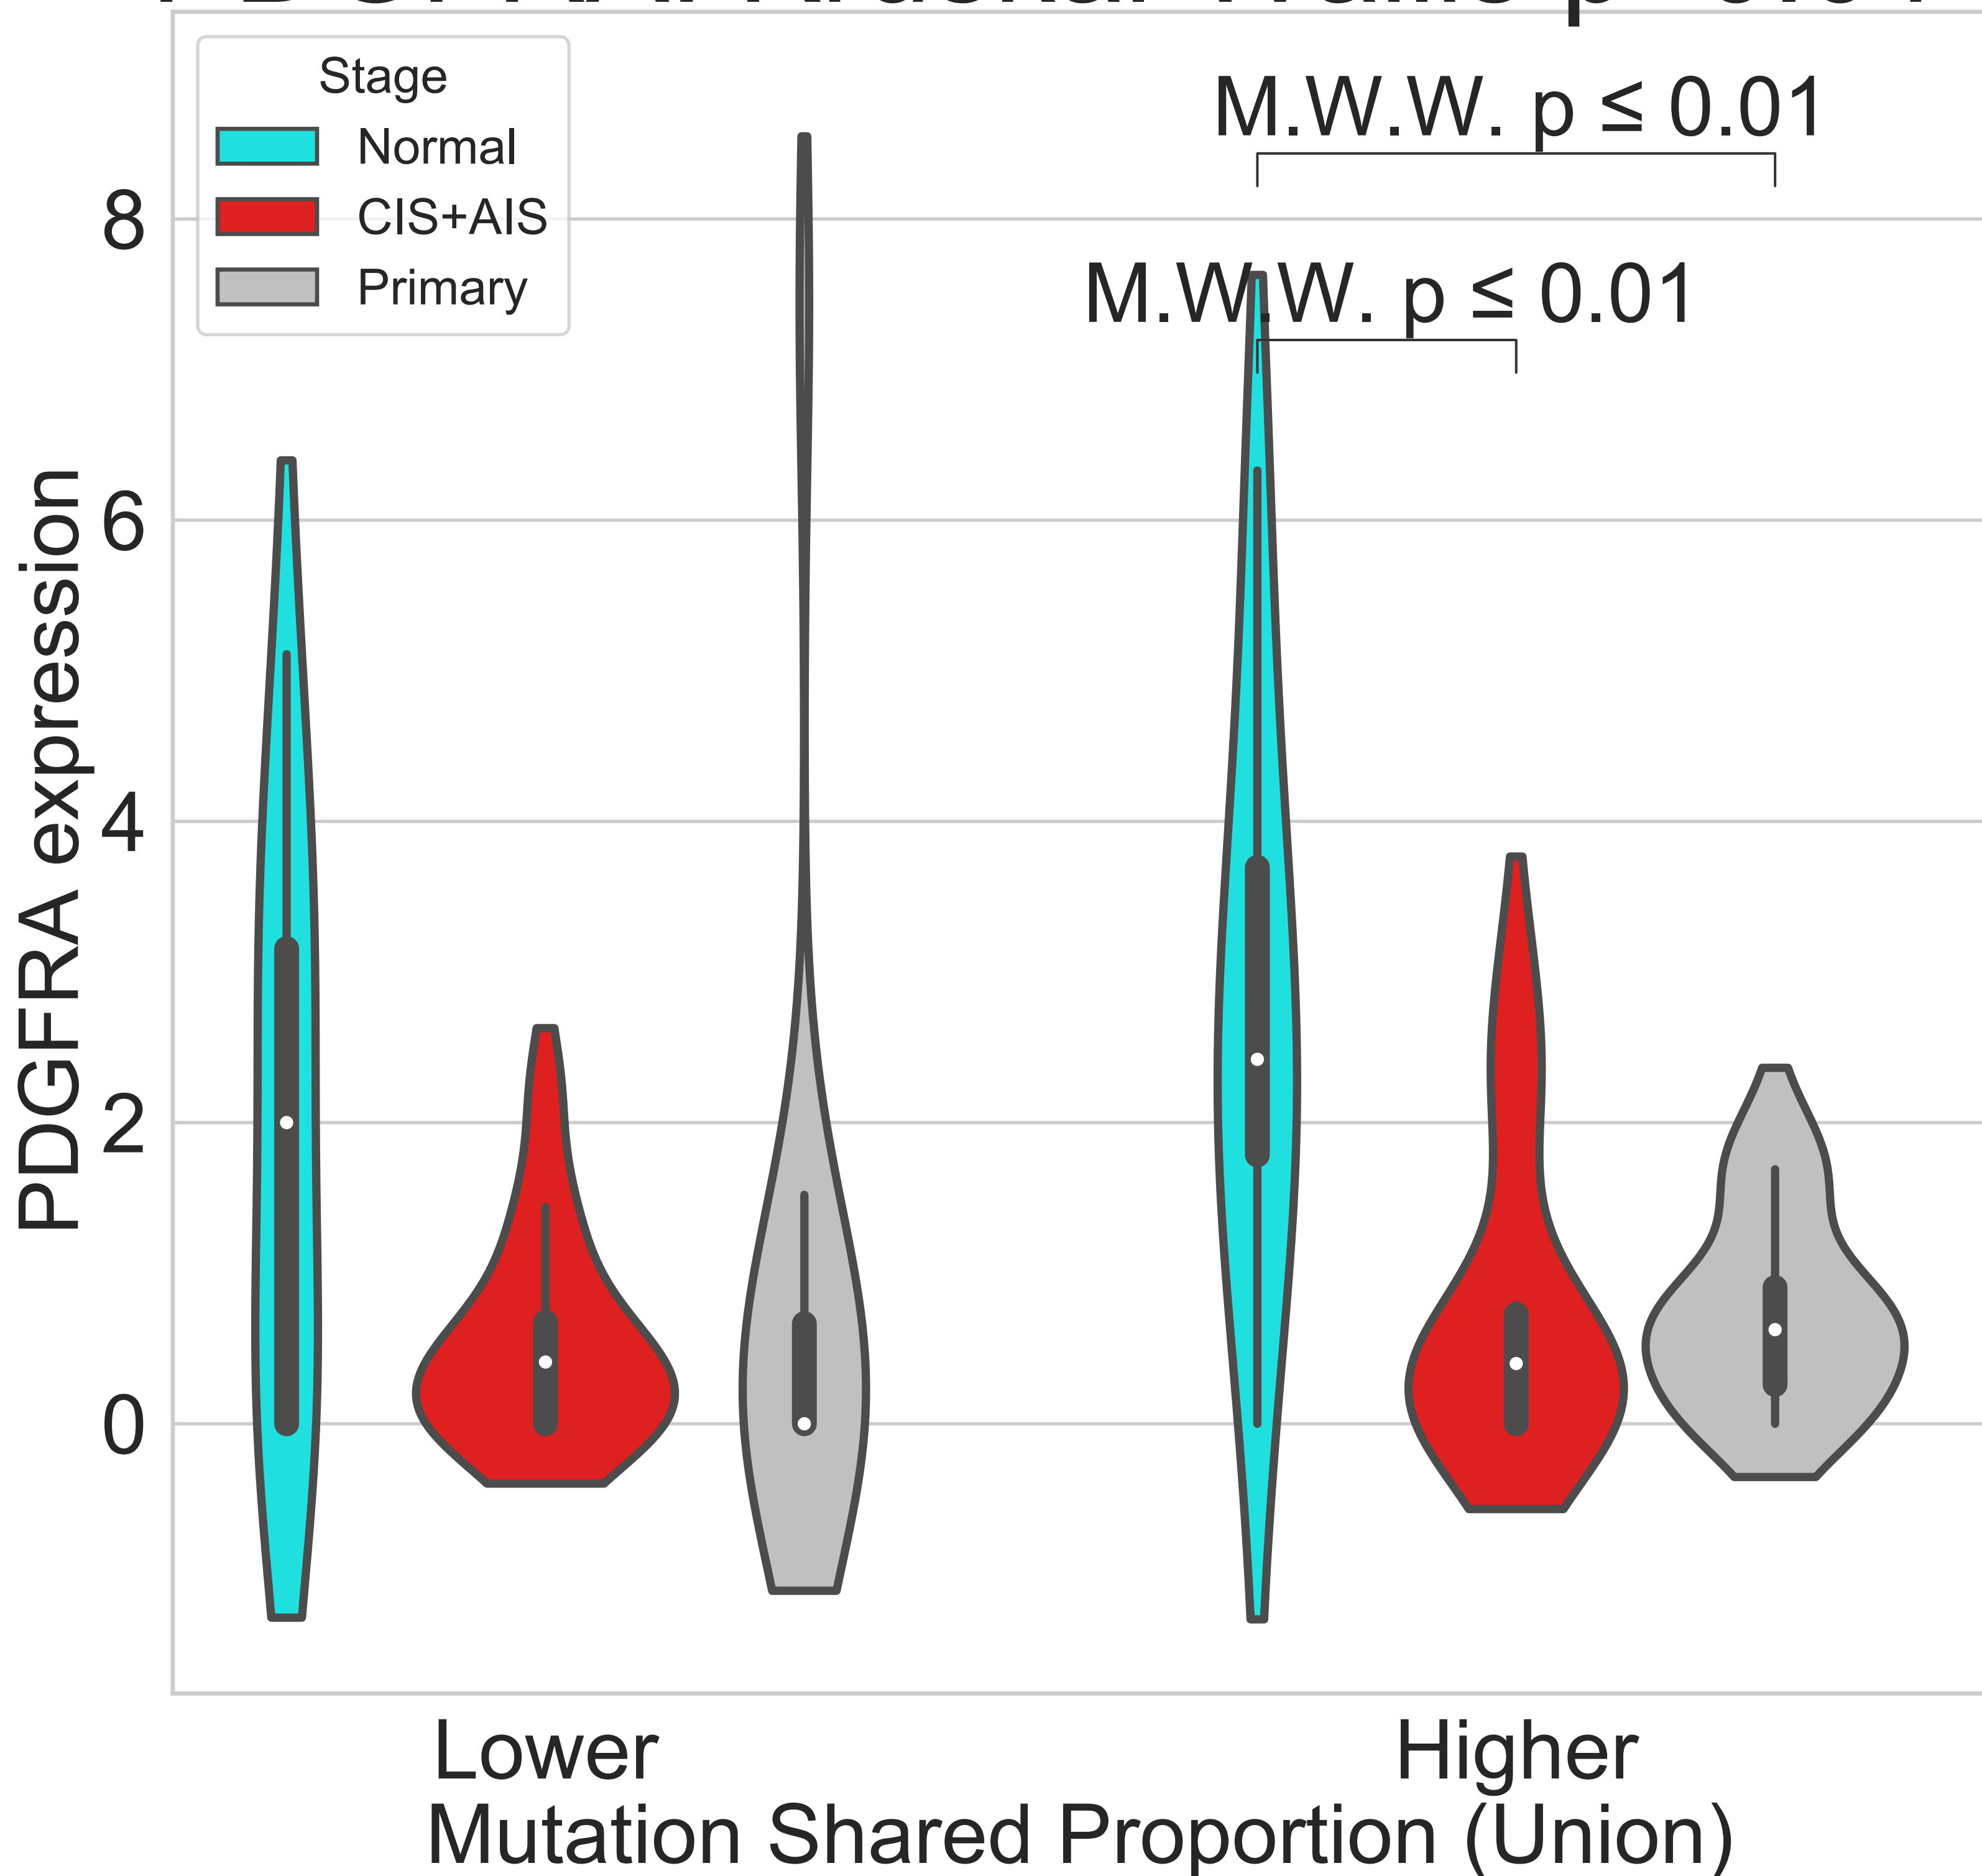 Stage
Normal
CIS+AIS
Primary
M.W.W. p ≤ 0.01
M.W.W. p ≤ 0.01
8
6
4
2
0
PDGFRA expression
Lower
Higher
Mutation Shared Proportion (Union)